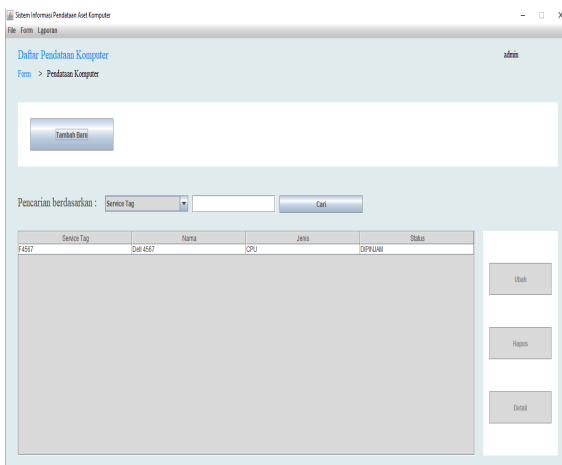 Sistem Informasi Pendataan Aset Komputer
File Form Laporan
Daftar Pendataan Komputer
admin
Form > Pendataan Komputer
Tambah Baru
Pencarian berdasarkan : Service Tag Cari
Service Tag Nama Jenis Status
F4567 Dell 4567 CPU DIPINJAM
Ubah
Hapus
Detail